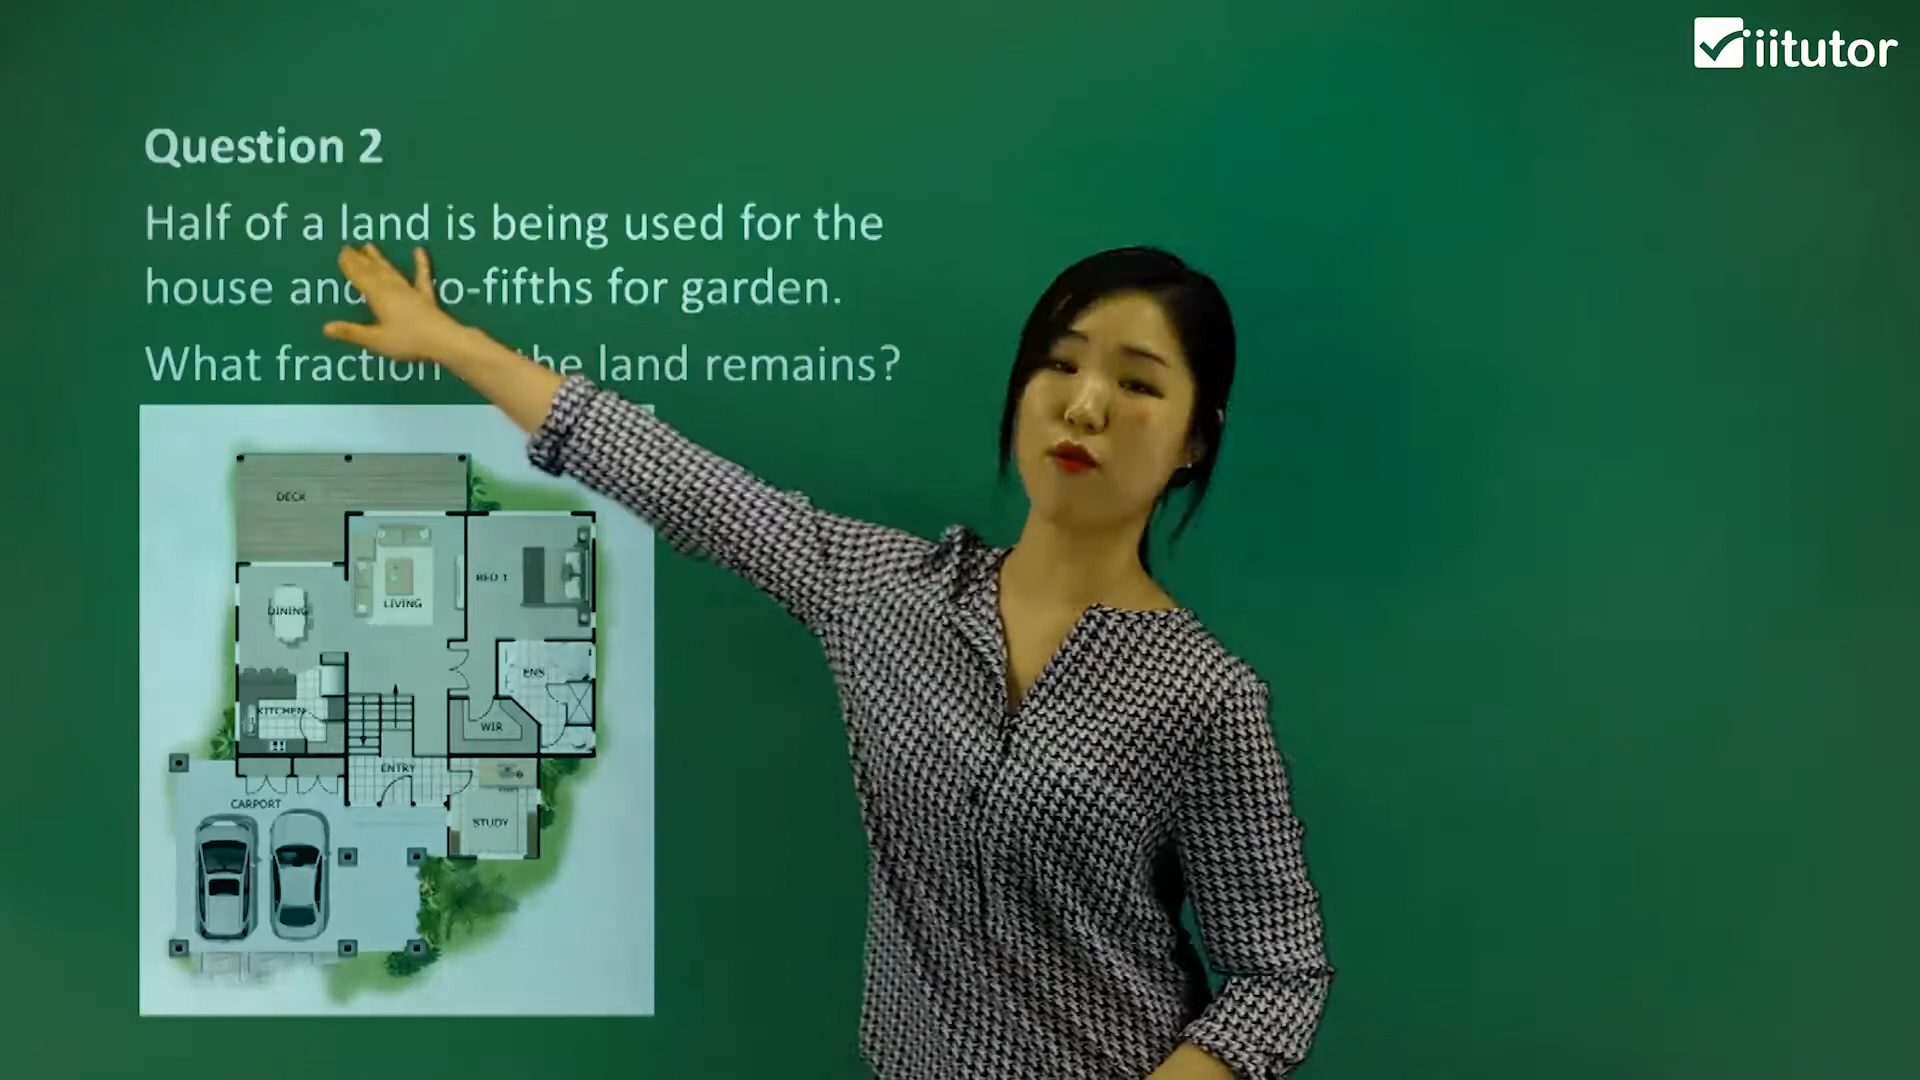 iitutor
Question 2
Half of a land is being used for the
house and -fifths for garden.
What fraction the land remains?
DECK
BED 1
LIVING
DINING
ENS
KITCHEN
WIR
ENTRY
CARPORT
STUDY